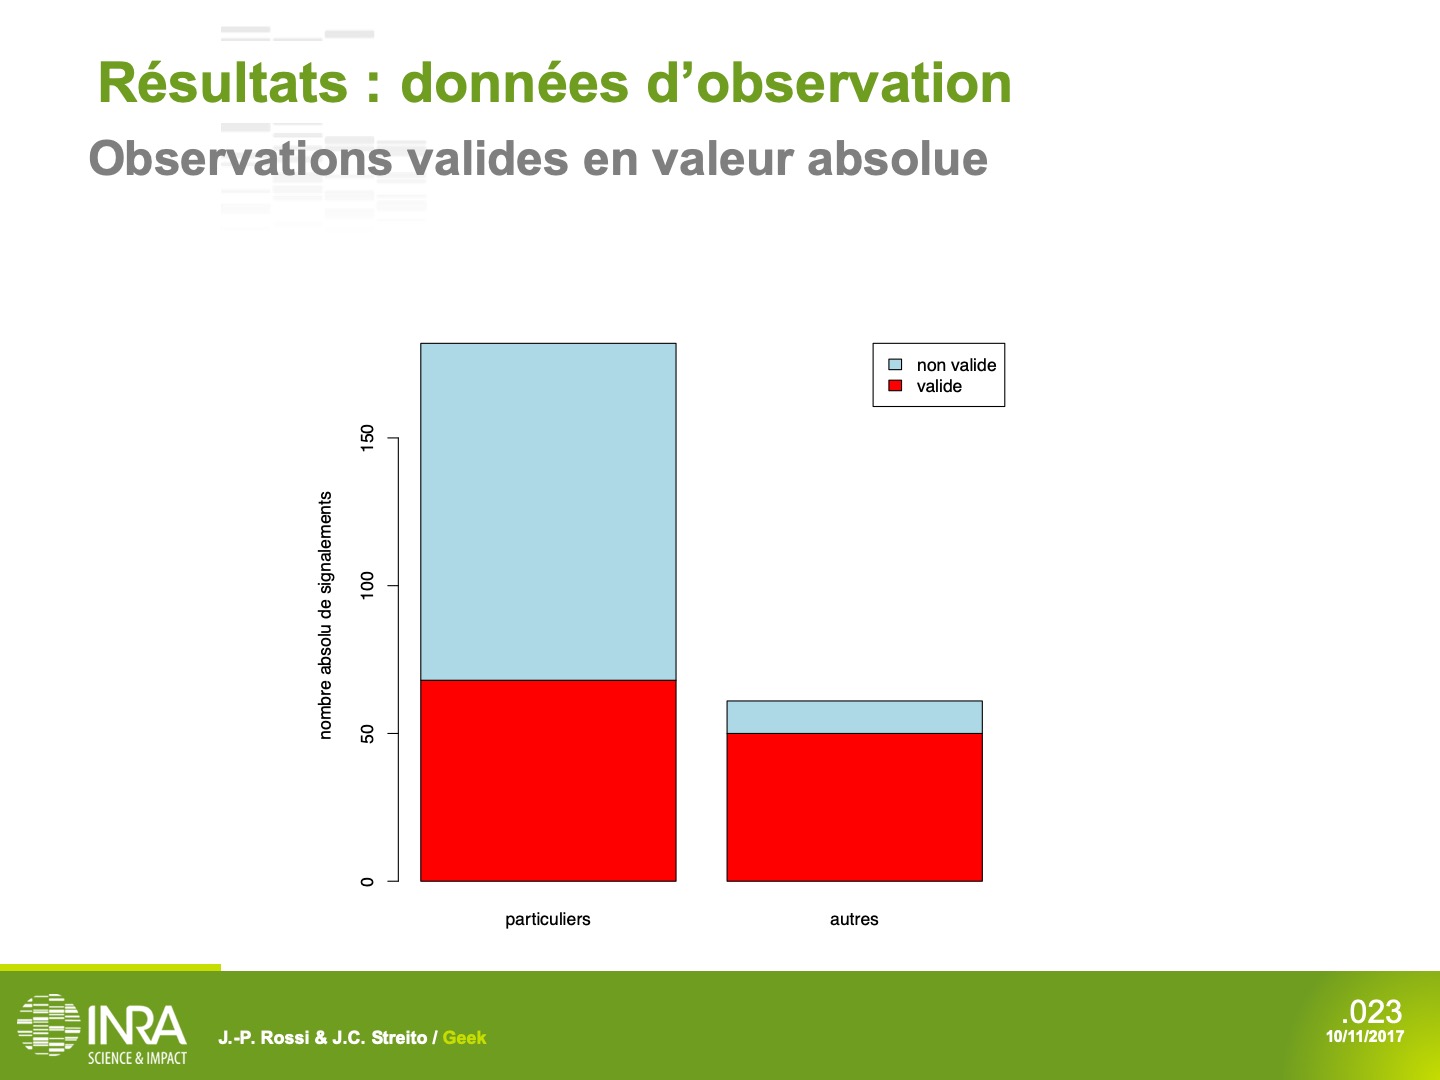 Résultats : données d’observation
Observations valides en valeur absolue
non valide
valide
nombre absolu de signalements
150
100
50
0
particuliers
autres
INRA
SCIENCE & IMPACT
J.-P. Rossi & J.C. Streito / Geek
.023
10/11/2017